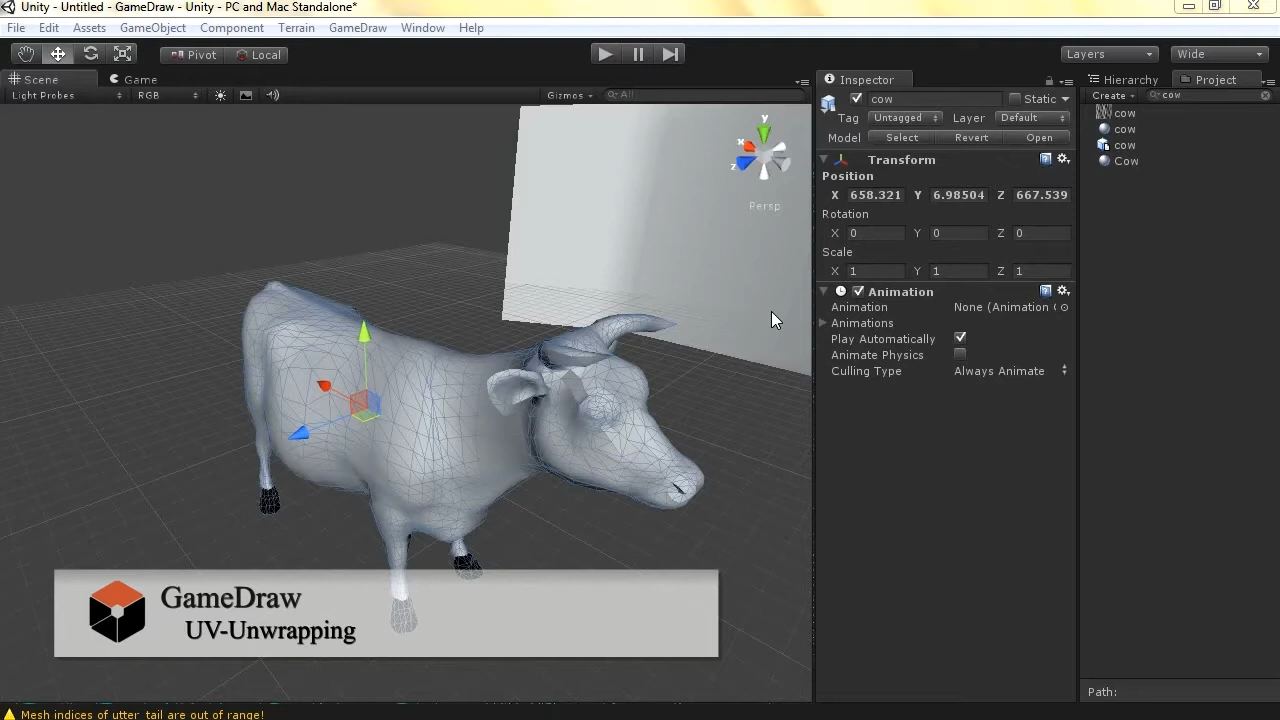 Unity - Untitled - GameDraw - Unity - PC and Mac Standalone*
File Edit Assets GameObject Component Terrain GameDraw Window Help
Pivot Local Layers Wide
Scene Game Inspector Hierarchy Project
Light Probes RGB Gizmos All Create cow
cow Static
Tag Untagged Layer Default
Model Select Revert Open
cow
cow
cow
Cow
Transform
Position
X 658.321 Y 6.98504 Z 667.539
Rotation
X 0 Y 0 Z 0
Scale
X 1 Y 1 Z 1
Animation
Animation None (Animation
Animations
Play Automatically
Animate Physics
Culling Type Always Animate
y
x
z
Persp
GameDraw
UV-Unwrapping
Path:
Mesh indices of utter_tail are out of range!